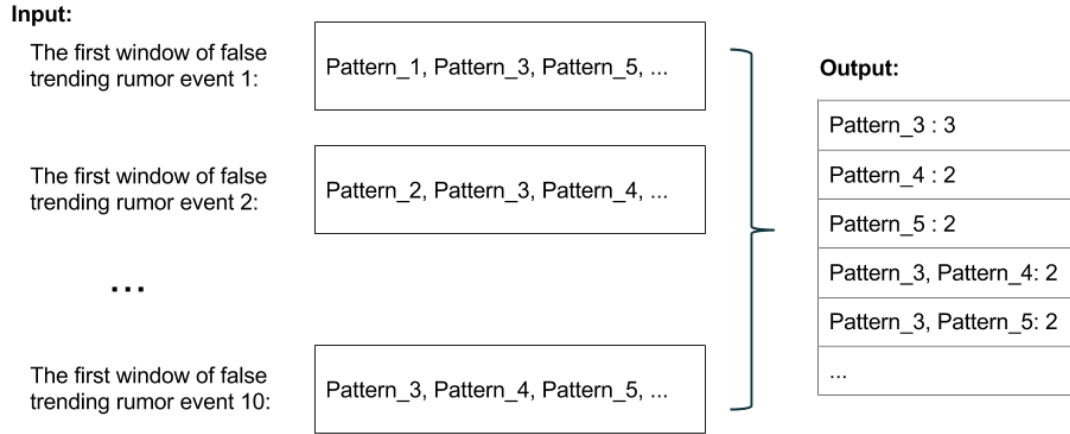 Input:
The first window of false
trending rumor event 1:
Pattern_1, Pattern_3, Pattern_5, ...
The first window of false
trending rumor event 2:
Pattern_2, Pattern_3, Pattern_4, ...
...
The first window of false
trending rumor event 10:
Pattern_3, Pattern_4, Pattern_5, ...
Output:
Pattern_3 : 3
Pattern_4 : 2
Pattern_5 : 2
Pattern_3, Pattern_4: 2
Pattern_3, Pattern_5: 2
...